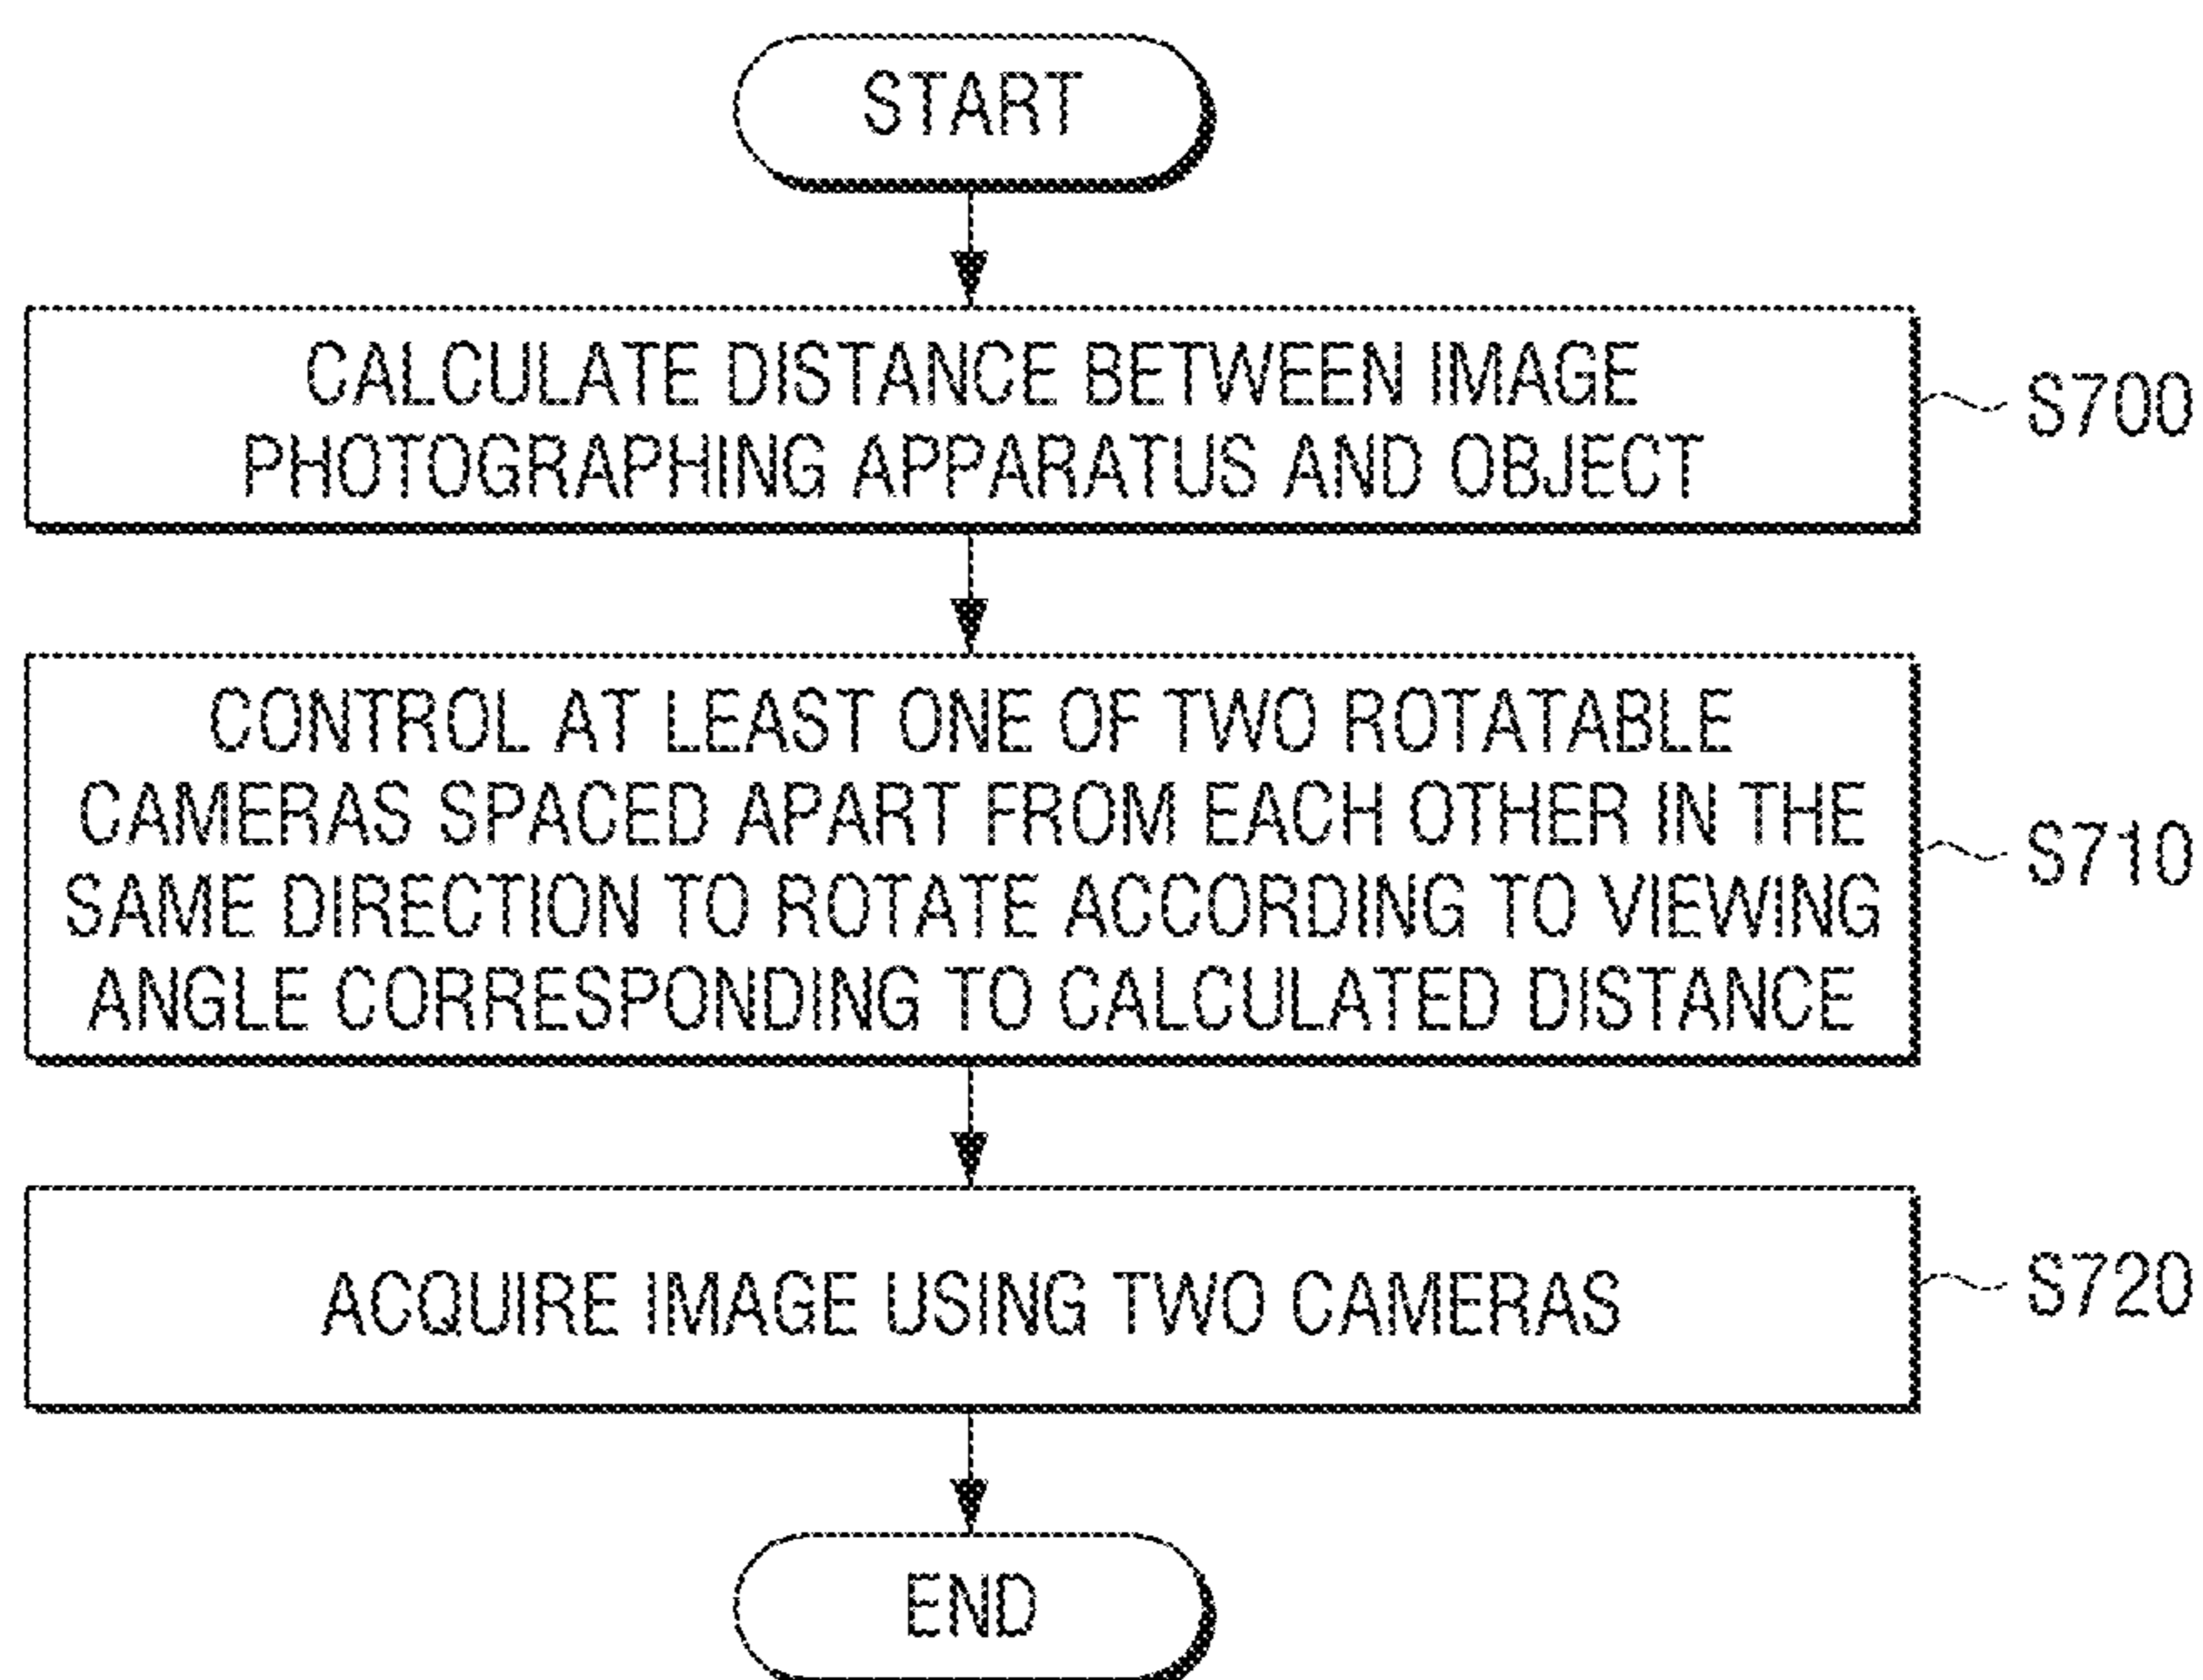 START
CALCULATE DISTANCE BETWEEN IMAGE
PHOTOGRAPHING APPARATUS AND OBJECT
S700
CONTROL AT LEAST ONE OF TWO ROTATABLE
CAMERAS SPACED APART FROM EACH OTHER IN THE
SAME DIRECTION TO ROTATE ACCORDING TO VIEWING
ANGLE CORRESPONDING TO CALCULATED DISTANCE
S710
ACQUIRE IMAGE USING TWO CAMERAS
S720
END